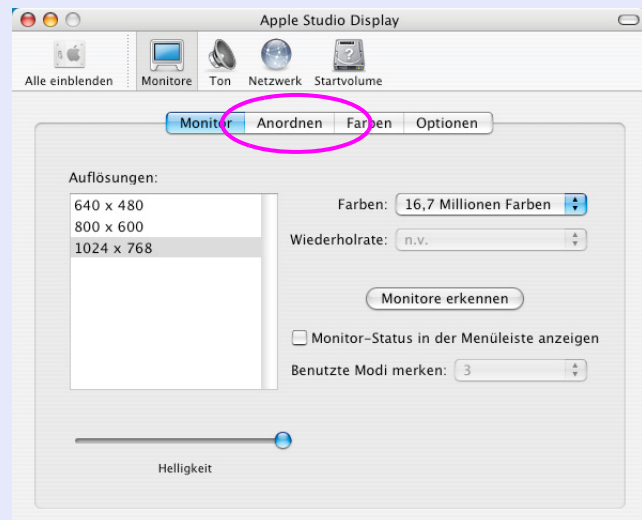 Apple Studio Display
Alle einblenden Monitore Ton Netzwerk Startvolume
Monitor Anordnen Farben Optionen
Auflösungen:
640 x 480
800 x 600
1024 x 768
Farben: 16,7 Millionen Farben
Wiederholrate: n.v.
Monitore erkennen
Monitor-Status in der Menüleiste anzeigen
Benutzte Modi merken: 3
Helligkeit